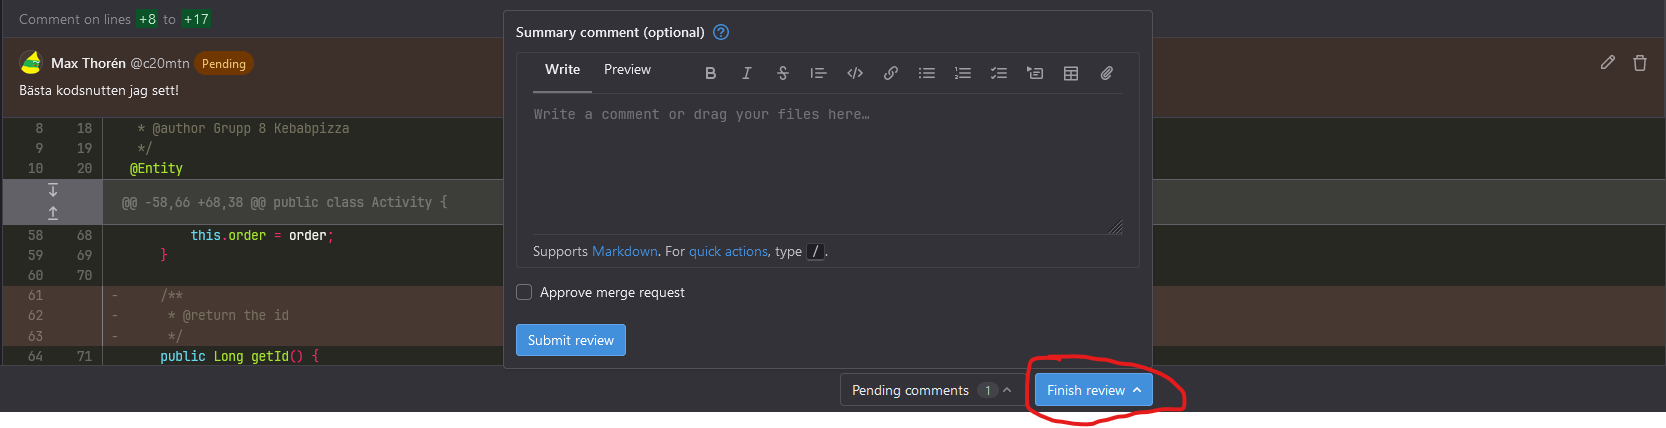 Comment on lines +8 to +17
Max Thorén @c20mtn Pending
Bästa kodsnutten jag sett!
8 18 * @author Grupp 8 Kebabpizza
9 19 */
10 20 @Entity
@@ -58,66 +68,38 @@ public class Activity {
58 68 this.order = order;
59 69 }
60 70
61 - /**
62 - * @return the id
63 - */
64 71 public Long getId() {
Summary comment (optional) ?
Write Preview
Write a comment or drag your files here…
Supports Markdown. For quick actions, type /.
Approve merge request
Submit review
Pending comments 1
Finish review